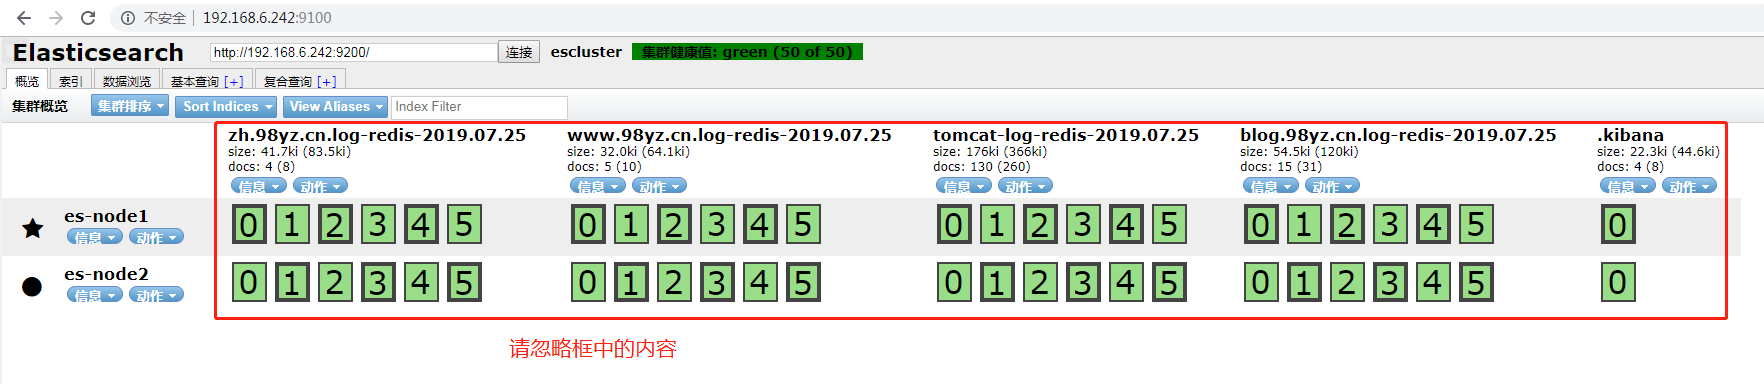 不安全 | 192.168.6.242:9100
Elasticsearch http://192.168.6.242:9200/ 连接 escluster 集群健康值: green (50 of 50)
概览 索引 数据浏览 基本查询 [+] 复合查询 [+]
集群概览 集群排序 Sort Indices View Aliases Index Filter
zh.98yz.cn.log-redis-2019.07.25 www.98yz.cn.log-redis-2019.07.25 tomcat-log-redis-2019.07.25 blog.98yz.cn.log-redis-2019.07.25 .kibana
size: 41.7ki (83.5ki) size: 32.0ki (64.1ki) size: 176ki (366ki) size: 54.5ki (120ki) size: 22.3ki (44.6ki)
docs: 4 (8) docs: 5 (10) docs: 130 (260) docs: 15 (31) docs: 4 (8)
信息 动作 信息 动作 信息 动作 信息 动作 信息 动作
es-node1 0 1 2 3 4 5 0 1 2 3 4 5 0 1 2 3 4 5 0 1 2 3 4 5 0
信息 动作
es-node2 0 1 2 3 4 5 0 1 2 3 4 5 0 1 2 3 4 5 0 1 2 3 4 5 0
信息 动作
请忽略框中的内容